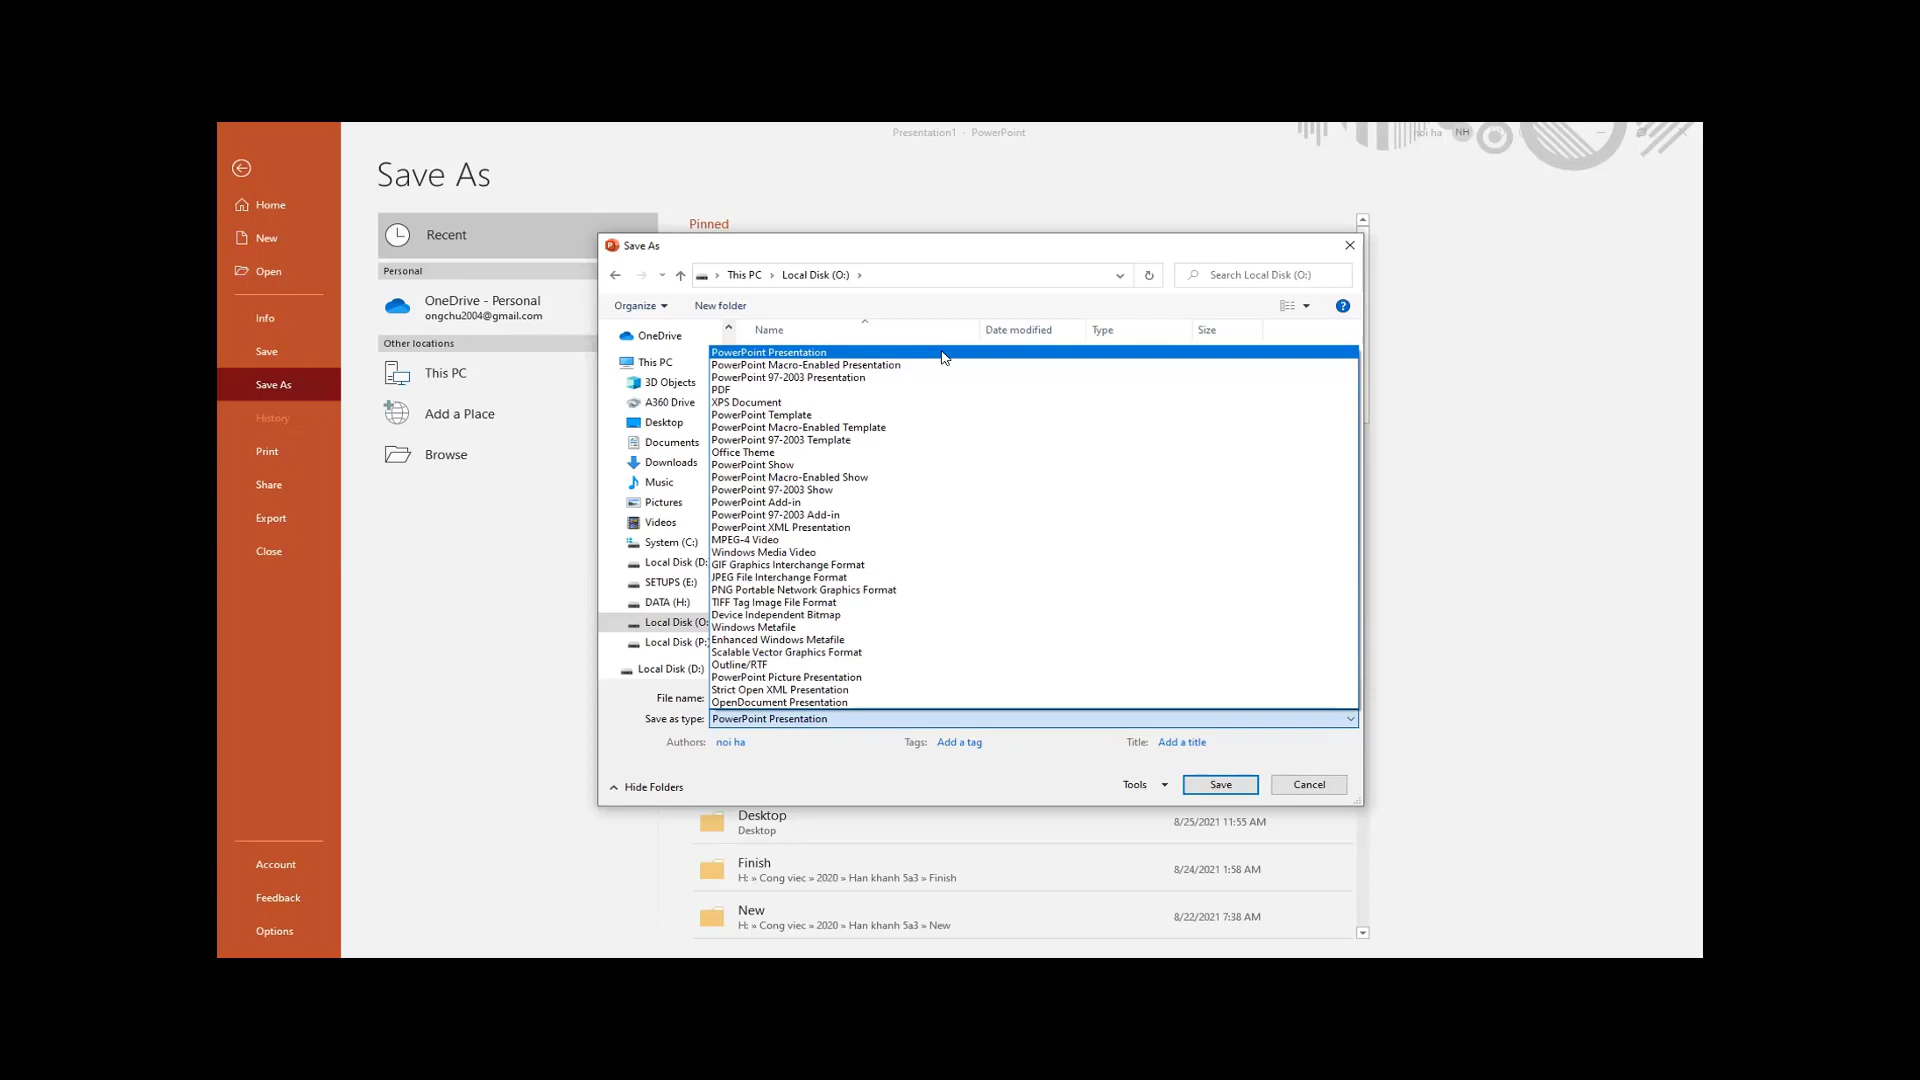 Presentation1 - PowerPoint
noi ha NH
Save As
Home
New
Open
Info
Save
Save As
History
Print
Share
Export
Close
Account
Feedback
Options
Recent
Personal
OneDrive - Personal
ongchu2004@gmail.com
Other locations
This PC
Add a Place
Browse
Pinned
Save As
This PC > Local Disk (O:) >
Search Local Disk (O:)
Organize
New folder
Name Date modified Type Size
OneDrive
This PC
3D Objects
A360 Drive
Desktop
Documents
Downloads
Music
Pictures
Videos
System (C:)
Local Disk (D:
SETUPS (E:)
DATA (H:)
Local Disk (O:
Local Disk (P:
Local Disk (D:)
PowerPoint Presentation
PowerPoint Macro-Enabled Presentation
PowerPoint 97-2003 Presentation
PDF
XPS Document
PowerPoint Template
PowerPoint Macro-Enabled Template
PowerPoint 97-2003 Template
Office Theme
PowerPoint Show
PowerPoint Macro-Enabled Show
PowerPoint 97-2003 Show
PowerPoint Add-in
PowerPoint 97-2003 Add-in
PowerPoint XML Presentation
MPEG-4 Video
Windows Media Video
GIF Graphics Interchange Format
JPEG File Interchange Format
PNG Portable Network Graphics Format
TIFF Tag Image File Format
Device Independent Bitmap
Windows Metafile
Enhanced Windows Metafile
Scalable Vector Graphics Format
Outline/RTF
PowerPoint Picture Presentation
Strict Open XML Presentation
OpenDocument Presentation
File name:
Save as type: PowerPoint Presentation
Authors: noi ha Tags: Add a tag Title: Add a title
Hide Folders
Tools Save Cancel
Desktop
Desktop
8/25/2021 11:55 AM
Finish
H: » Cong viec » 2020 » Han khanh 5a3 » Finish
8/24/2021 1:58 AM
New
H: » Cong viec » 2020 » Han khanh 5a3 » New
8/22/2021 7:38 AM